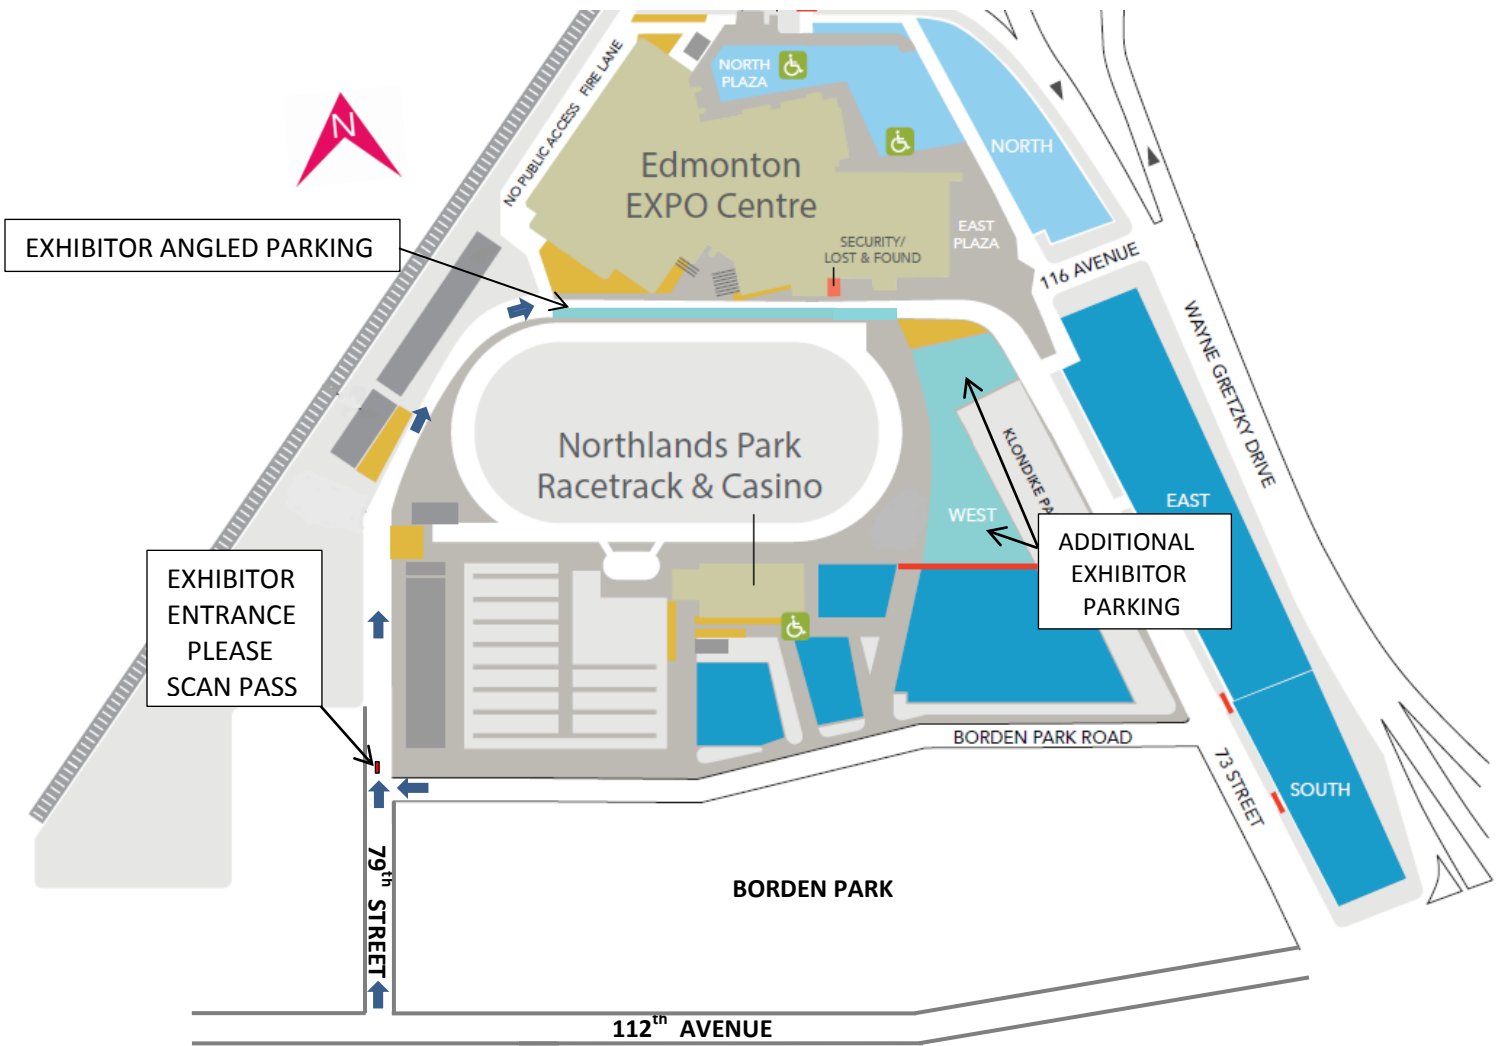 NO PUBLIC ACCESS FIRE LANE
N
NORTH
PLAZA
NORTH
Edmonton
EXPO Centre
EAST
PLAZA
SECURITY/
LOST & FOUND
EXHIBITOR ANGLED PARKING
116 AVENUE
WAYNE GRETZKY DRIVE
Northlands Park
Racetrack & Casino
KLONDIKE PA
WEST
EAST
ADDITIONAL
EXHIBITOR
PARKING
EXHIBITOR
ENTRANCE
PLEASE
SCAN PASS
BORDEN PARK ROAD
73 STREET
SOUTH
79th STREET
BORDEN PARK
112th AVENUE